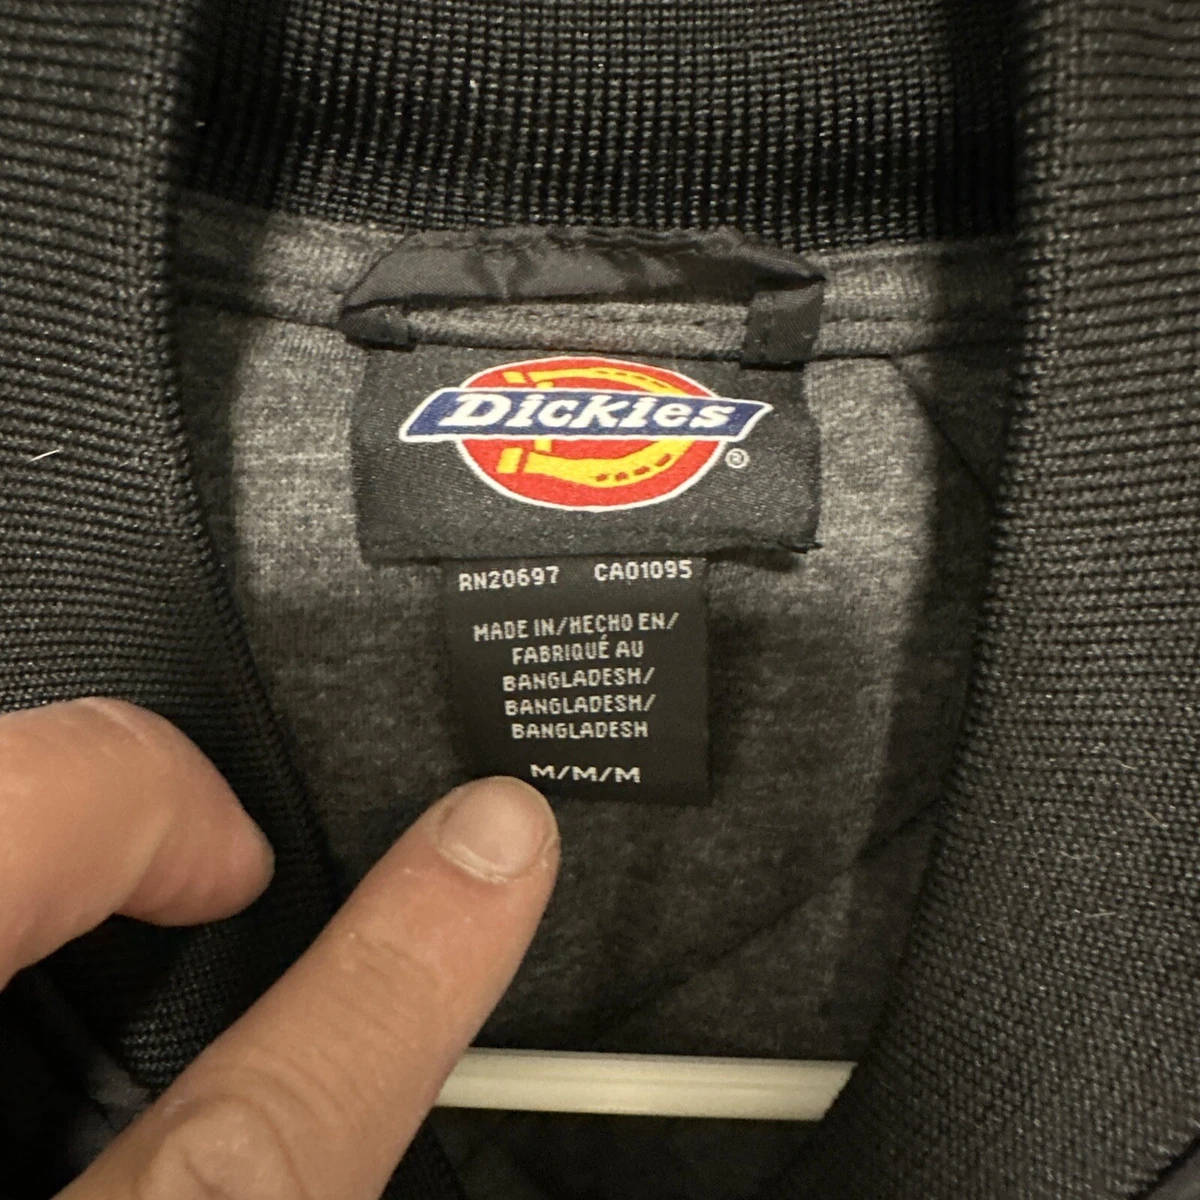 Dickies
®
RN20697 CA01095
MADE IN/HECHO EN/
FABRIQUÉ AU
BANGLADESH/
BANGLADESH/
BANGLADESH
M/M/M